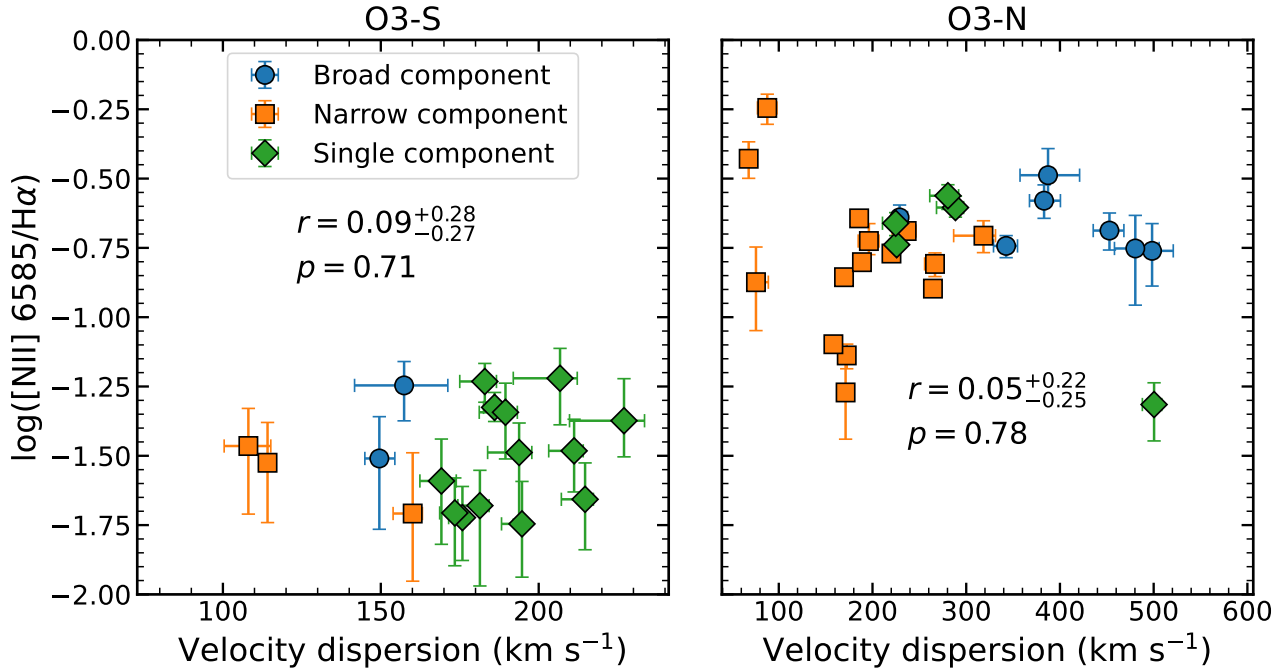 O3-S
O3-N
0.00
−0.25
−0.50
−0.75
−1.00
−1.25
−1.50
−1.75
−2.00
log([NII] 6585/Hα)
Broad component
Narrow component
Single component
r = 0.09+0.28−0.27
p = 0.71
r = 0.05+0.22−0.25
p = 0.78
100 150 200
100 200 300 400 500 600
Velocity dispersion (km s−1)
Velocity dispersion (km s−1)